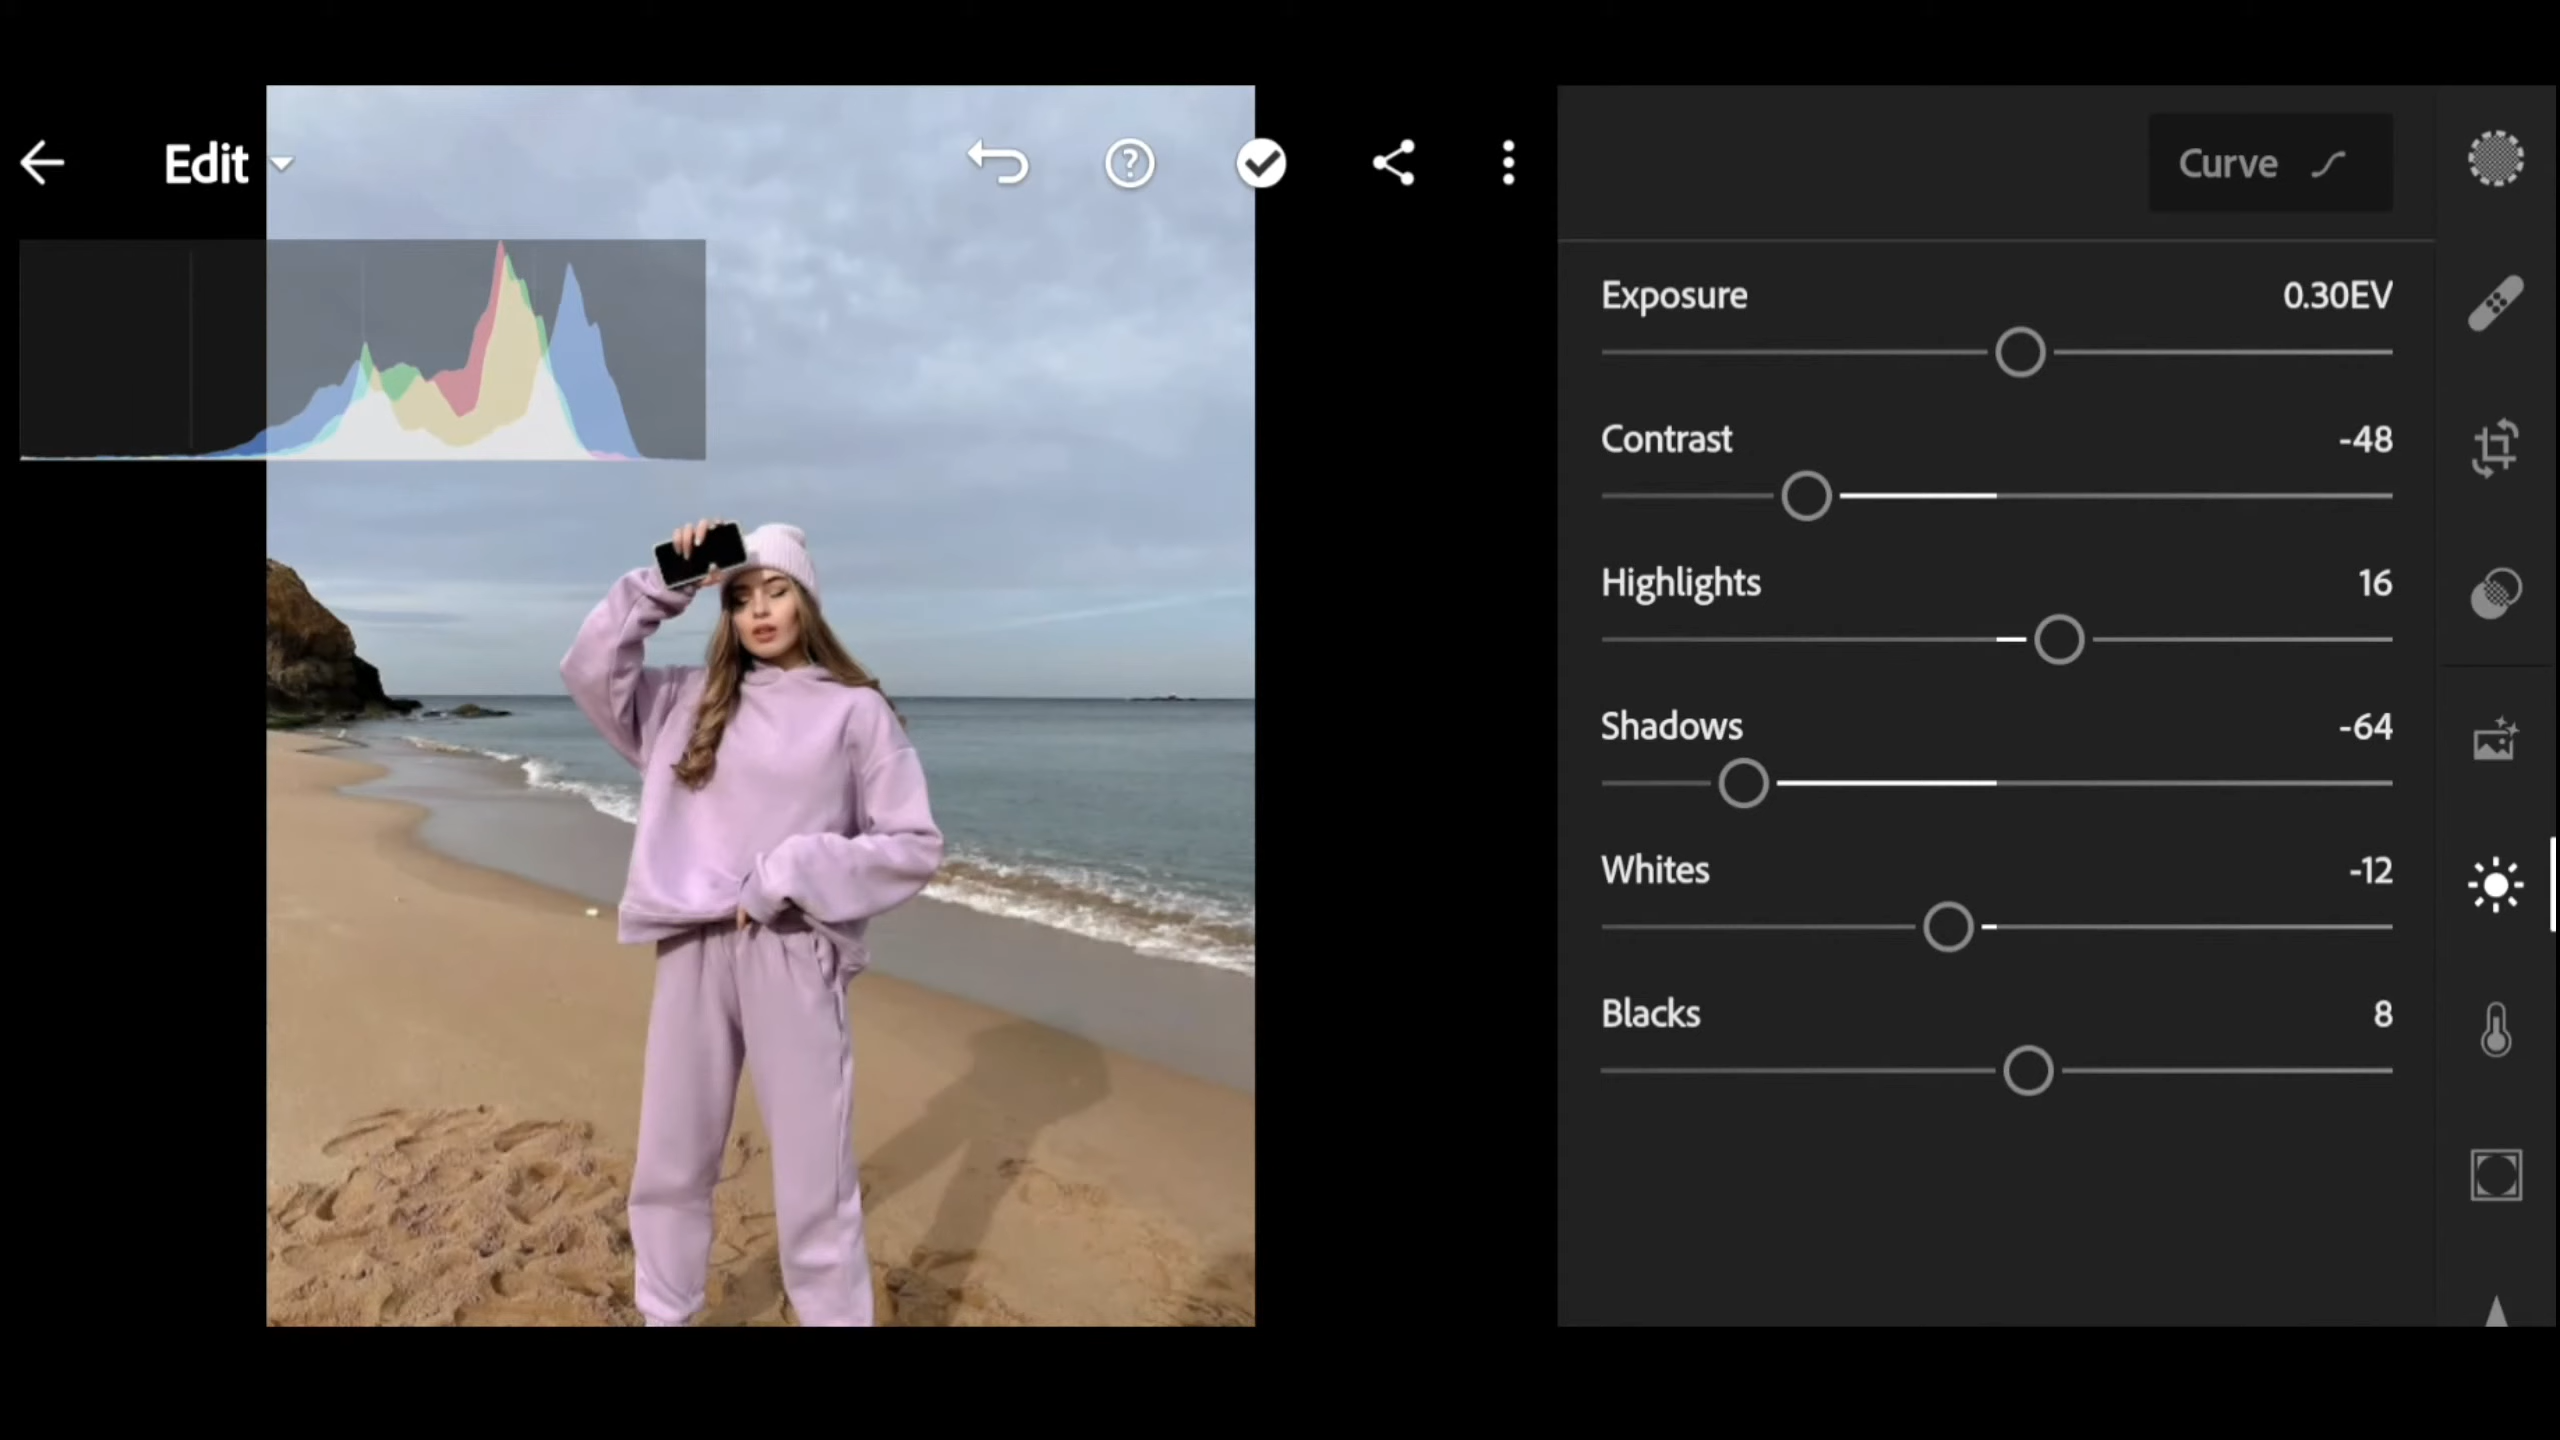 Edit
Curve
Exposure 0.30EV
Contrast -48
Highlights 16
Shadows -64
Whites -12
Blacks 8